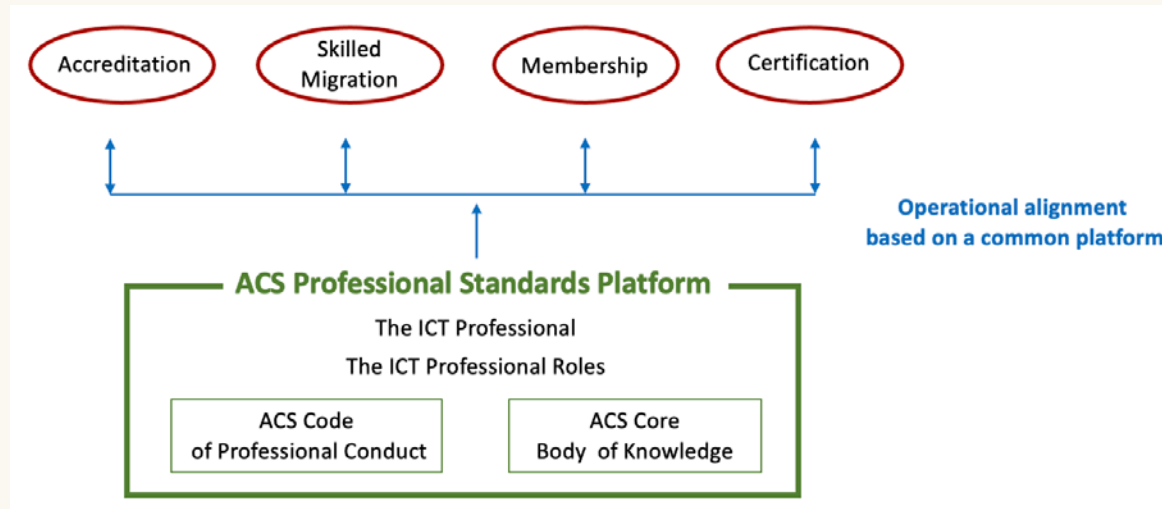 Accreditation
Skilled
Migration
Membership
Certification
Operational alignment
based on a common platform
ACS Professional Standards Platform
The ICT Professional
The ICT Professional Roles
ACS Code
of Professional Conduct
ACS Core
Body of Knowledge